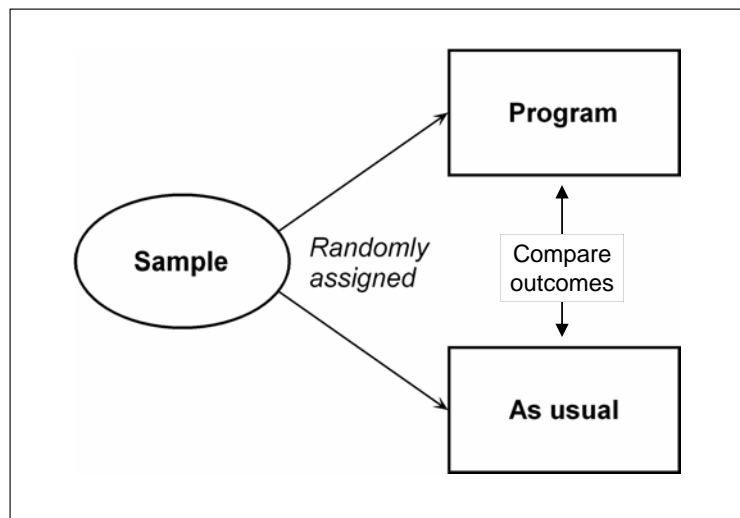 Program
Sample
Randomly
assigned
Compare
outcomes
As usual